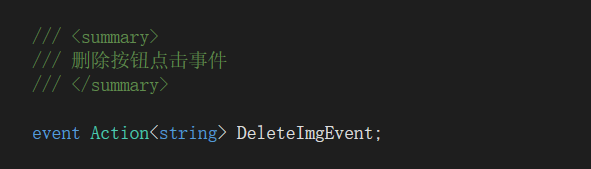 /// <summary>
/// 删除按钮点击事件
/// </summary>
event Action<string> DeleteImgEvent;